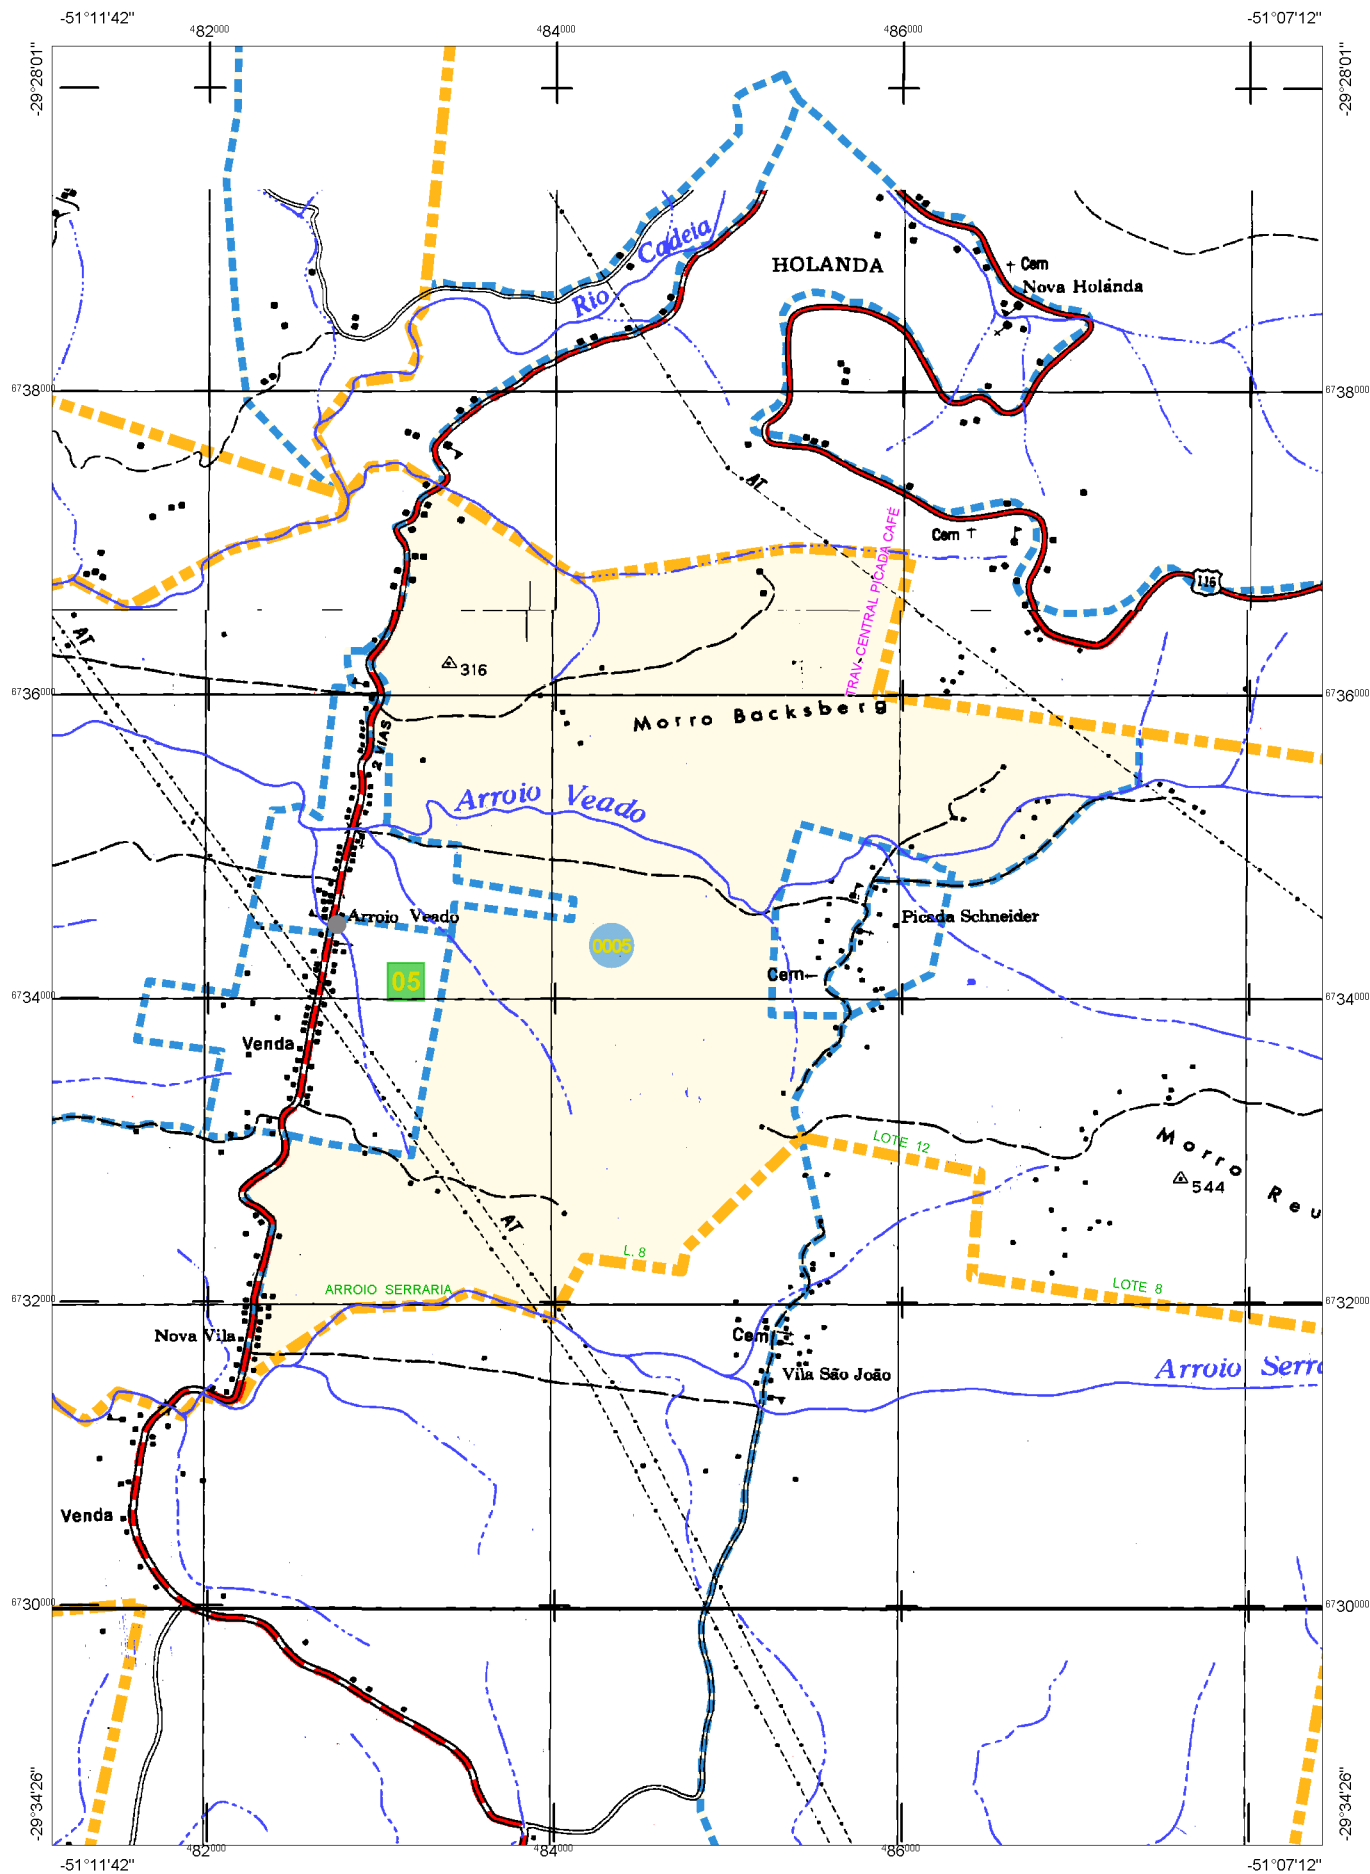 -51°11'42"
-51°07'12"
482000
484000
486000
-29°28'01"
-29°28'01"
Cadeia
HOLANDA
Cem
Nova Holanda
Rio
6738000
6738000
AT
TRAV-CENTRAL PICADA CAFÉ
Cem
116
AT
316
6736000
6736000
Morro Backsberg
2 VIAS
Arroio Veado
Arroio Veado
Picada Schneider
0005
05
Cem
6734000
6734000
Venda
LOTE 12
Morro Reu
544
AT
L. 8
ARROIO SERRARIA
LOTE 8
6732000
6732000
Nova Vila
Cem
Vila São João
Arroio Serra
Venda
6730000
6730000
-29°34'26"
-29°34'26"
482000
484000
486000
-51°11'42"
-51°07'12"